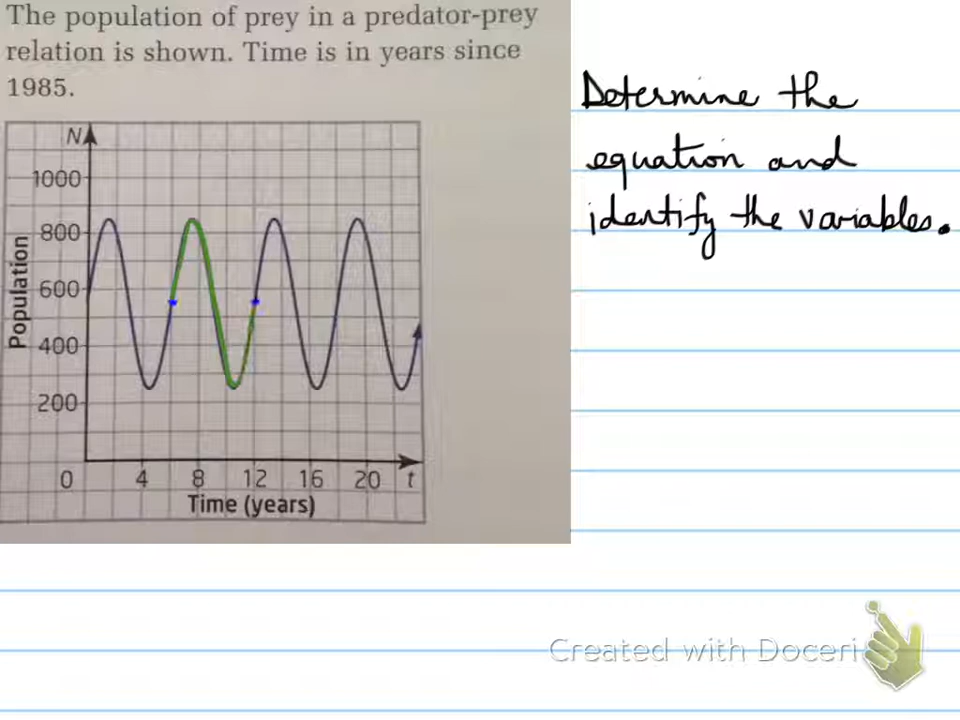 The population of prey in a predator-prey
relation is shown. Time is in years since
1985.
Determine the
equation and
identify the variables.
N
1000
800
600
400
200
Population
0 4 8 12 16 20 t
Time (years)
Created with Doceri